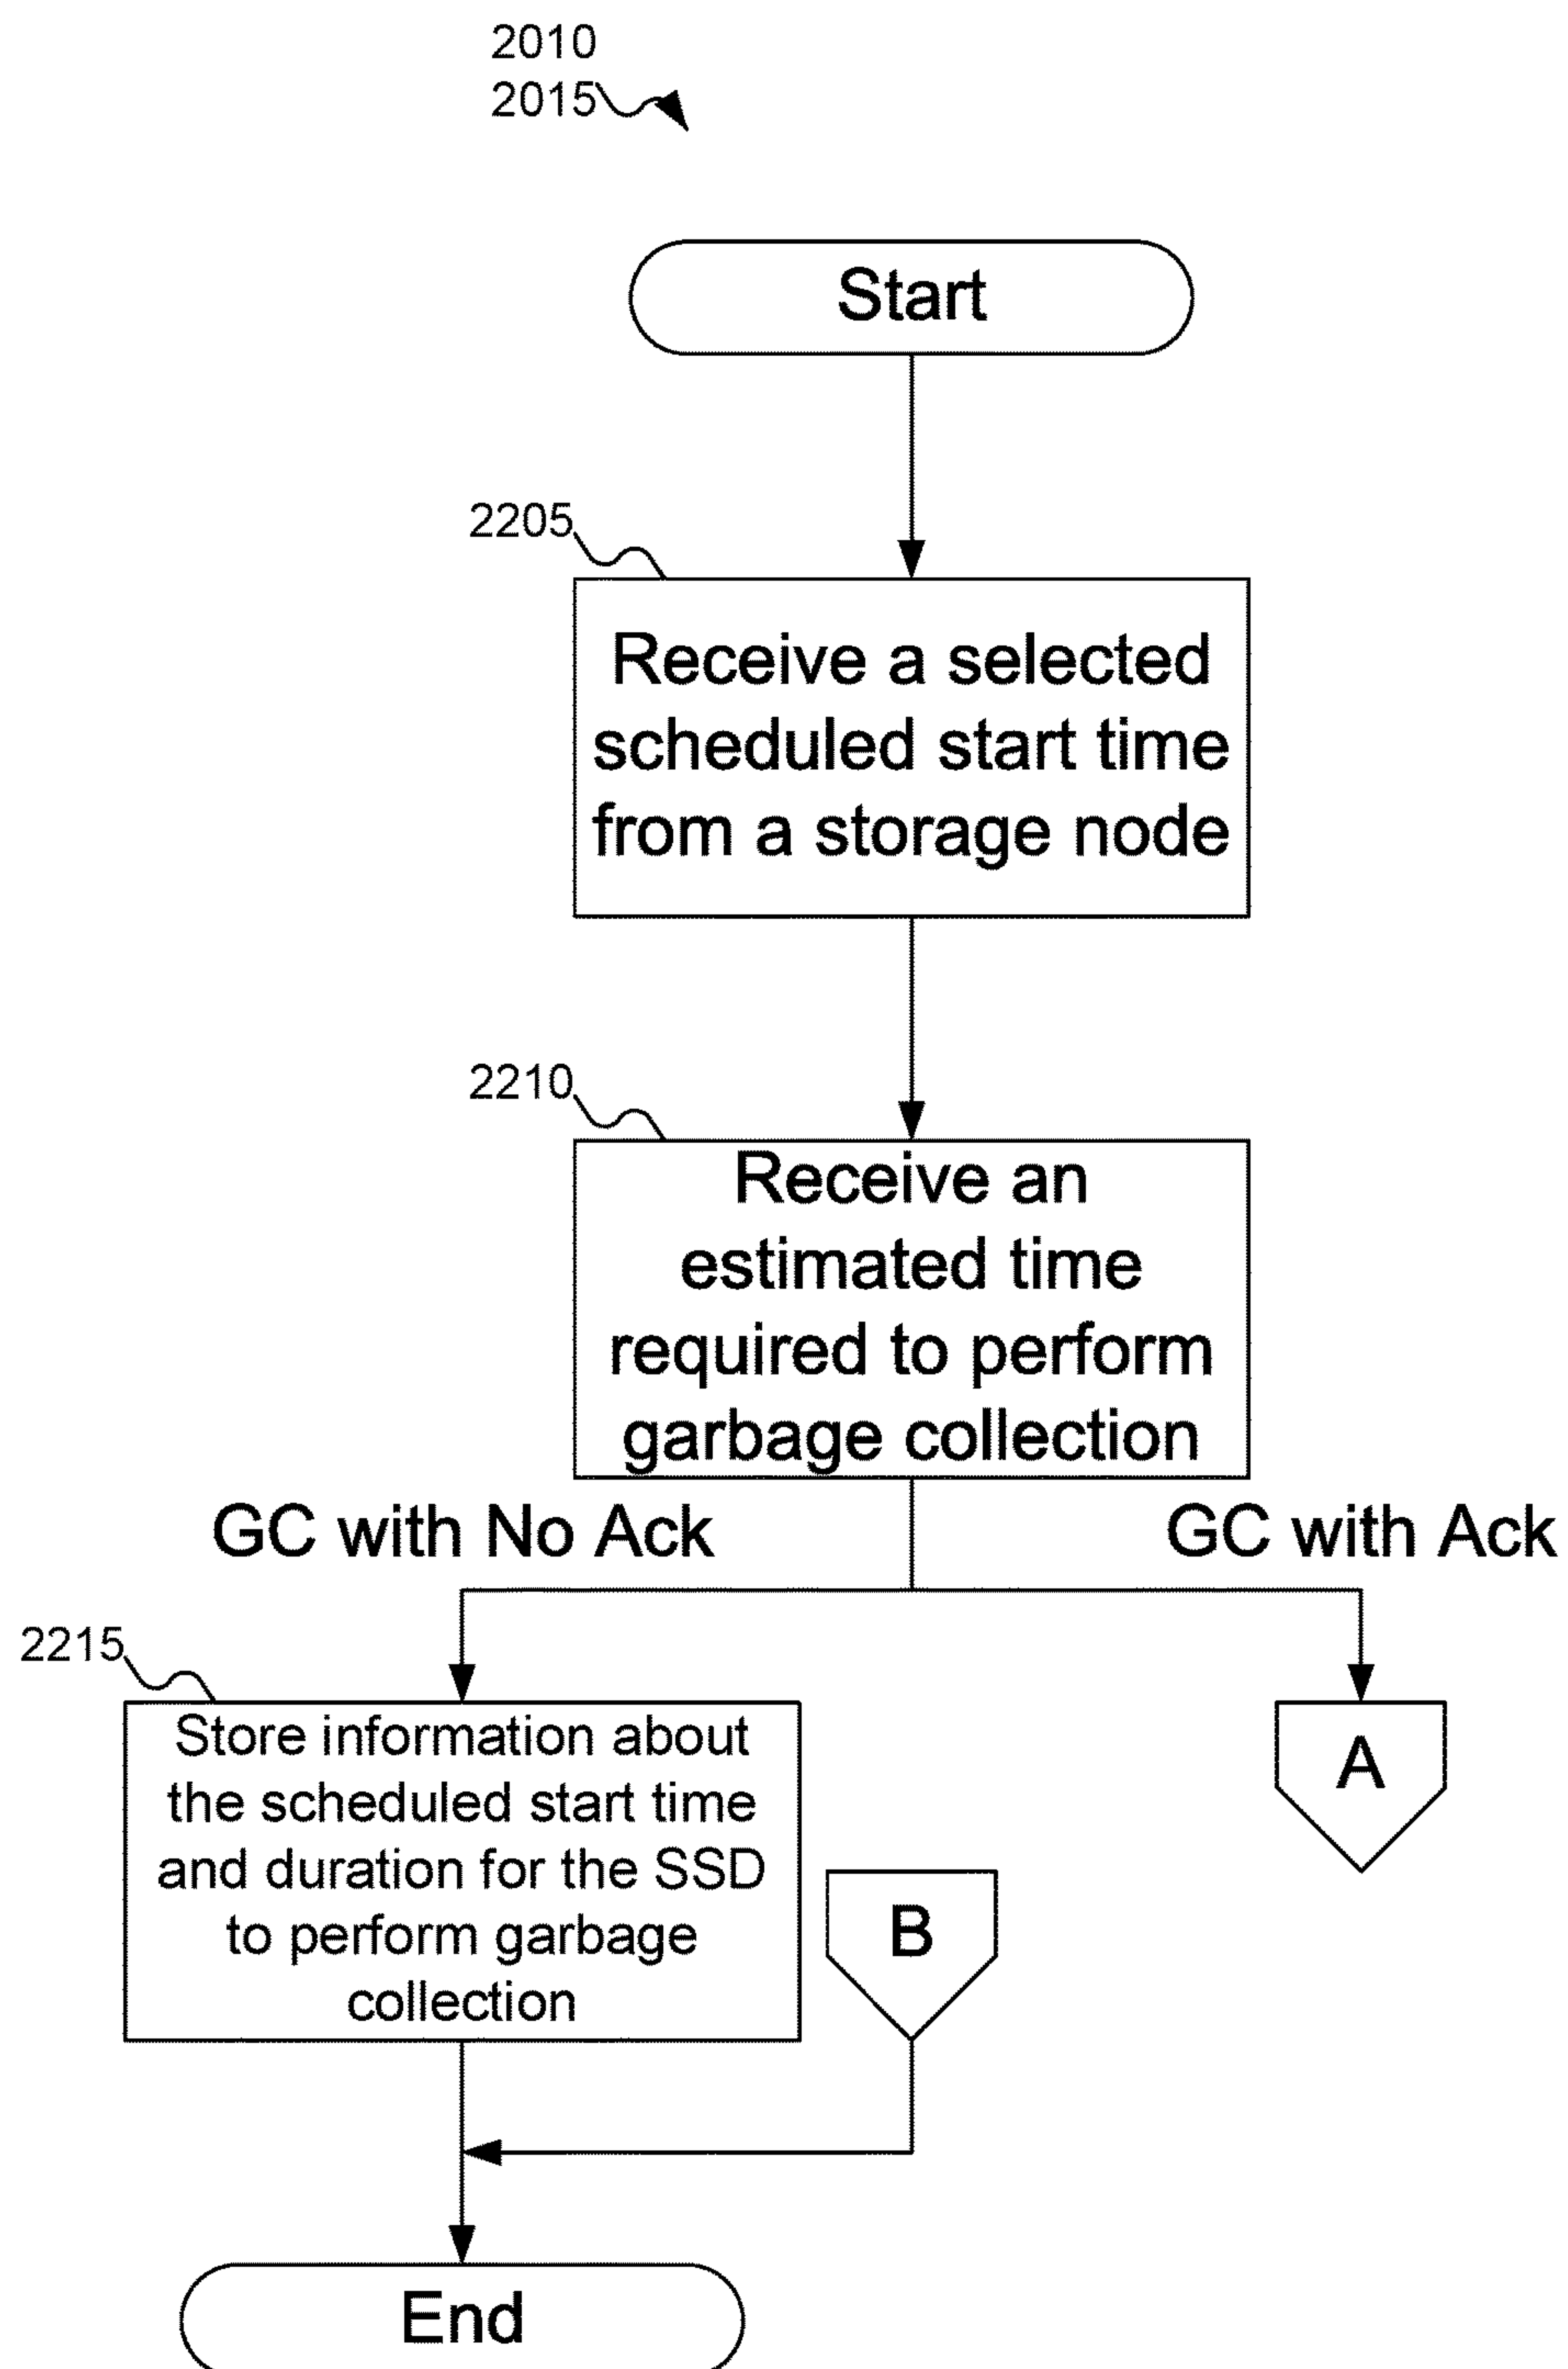 2010
2015
Start
2205
Receive a selected
scheduled start time
from a storage node
2210
Receive an
estimated time
required to perform
garbage collection
GC with No Ack
GC with Ack
2215
Store information about
the scheduled start time
and duration for the SSD
to perform garbage
collection
A
B
End